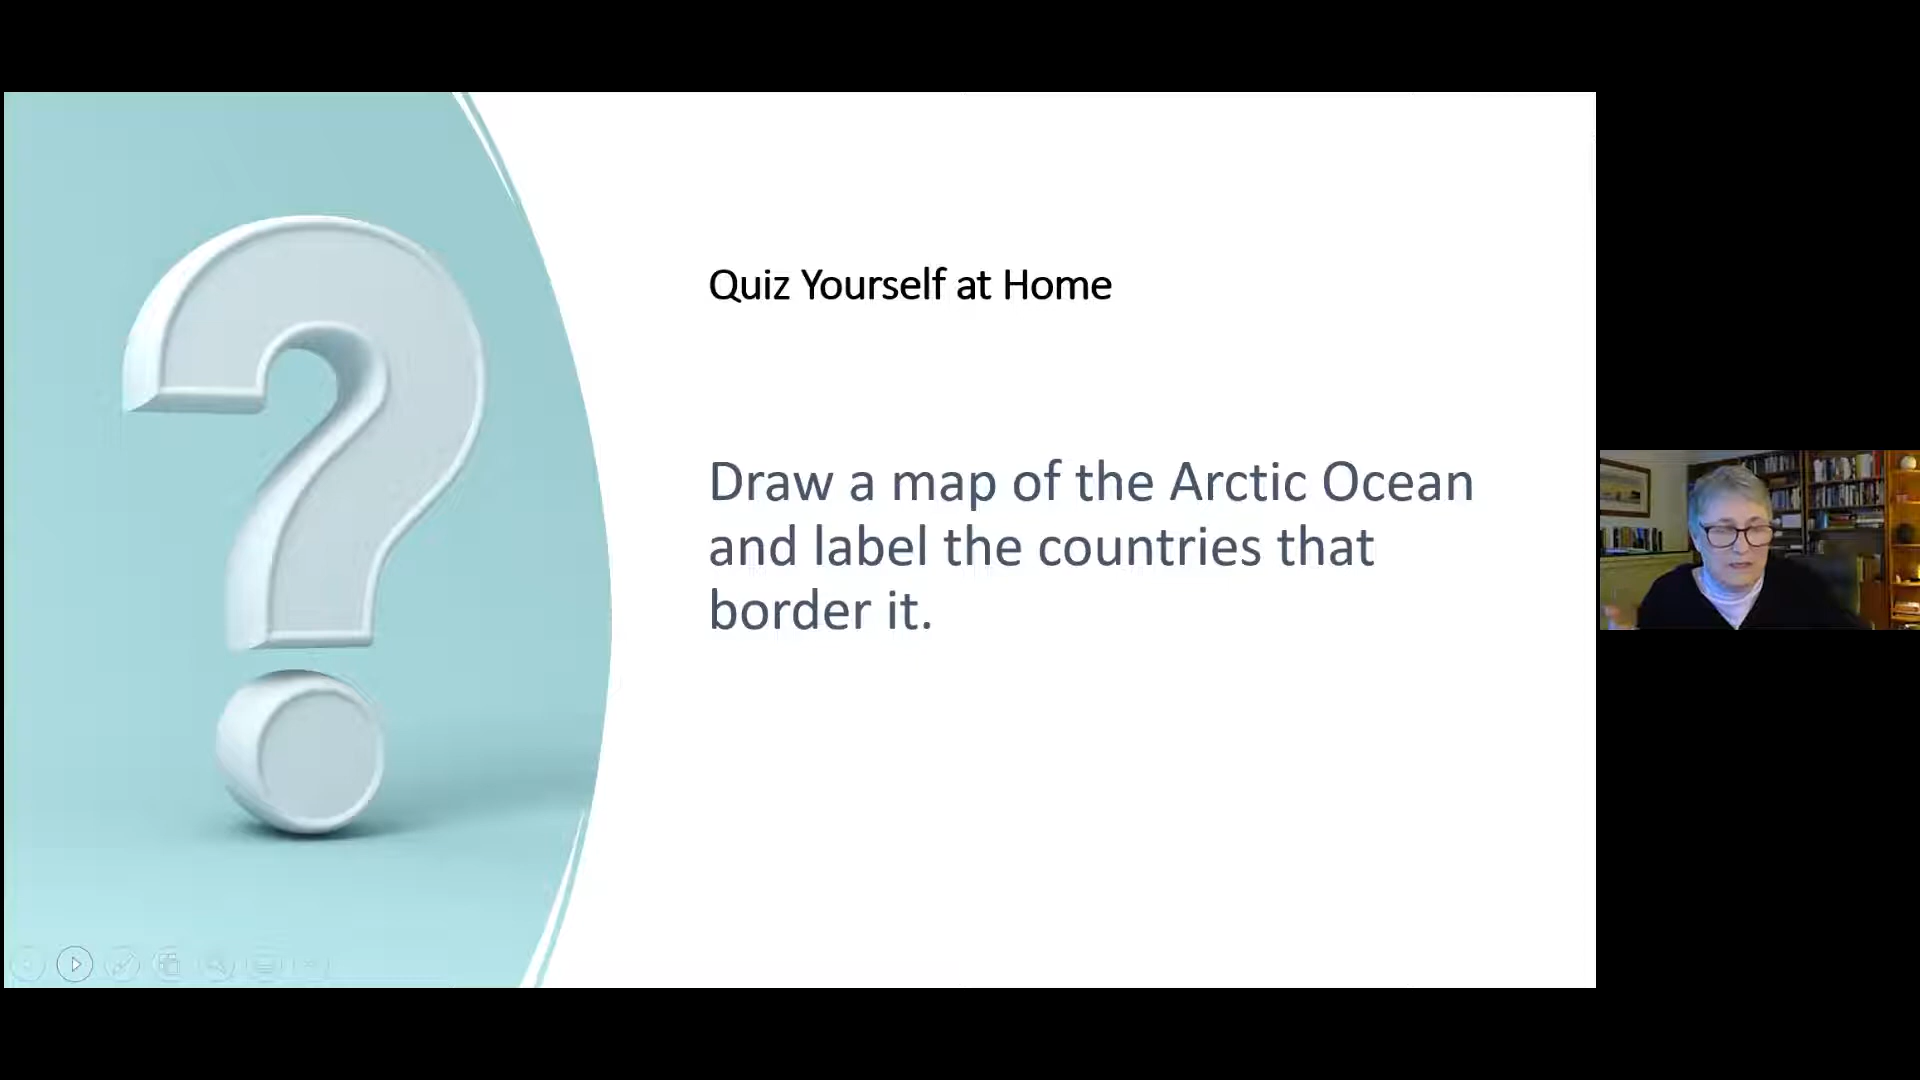 Quiz Yourself at Home
Draw a map of the Arctic Ocean
and label the countries that
border it.